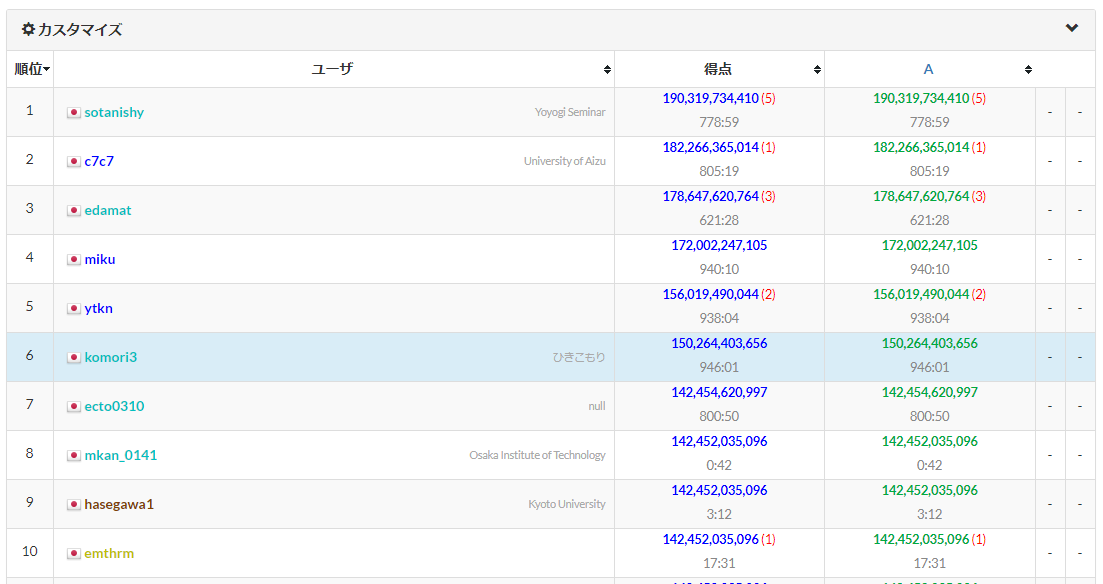 カスタマイズ
順位 ユーザ 得点 A
1 sotanishy Yoyogi Seminar 190,319,734,410 (5) 190,319,734,410 (5) - -
778:59 778:59
2 c7c7 University of Aizu 182,266,365,014 (1) 182,266,365,014 (1) - -
805:19 805:19
3 edamat 178,647,620,764 (3) 178,647,620,764 (3) - -
621:28 621:28
4 miku 172,002,247,105 172,002,247,105 - -
940:10 940:10
5 ytkn 156,019,490,044 (2) 156,019,490,044 (2) - -
938:04 938:04
6 komori3 ひきこもり 150,264,403,656 150,264,403,656 - -
946:01 946:01
7 ecto0310 null 142,454,620,997 142,454,620,997 - -
800:50 800:50
8 mkan_0141 Osaka Institute of Technology 142,452,035,096 142,452,035,096 - -
0:42 0:42
9 hasegawa1 Kyoto University 142,452,035,096 142,452,035,096 - -
3:12 3:12
10 emthrm 142,452,035,096 (1) 142,452,035,096 (1) - -
17:31 17:31